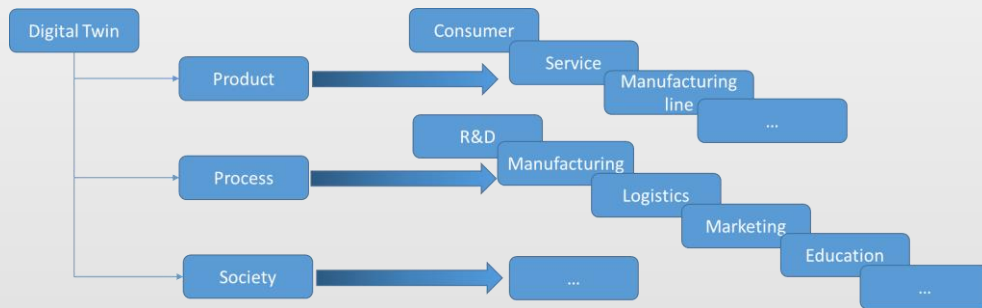 Digital Twin
Consumer
Service
Product
Manufacturing
line
...
R&D
Manufacturing
Process
Logistics
Marketing
Education
...
Society
...